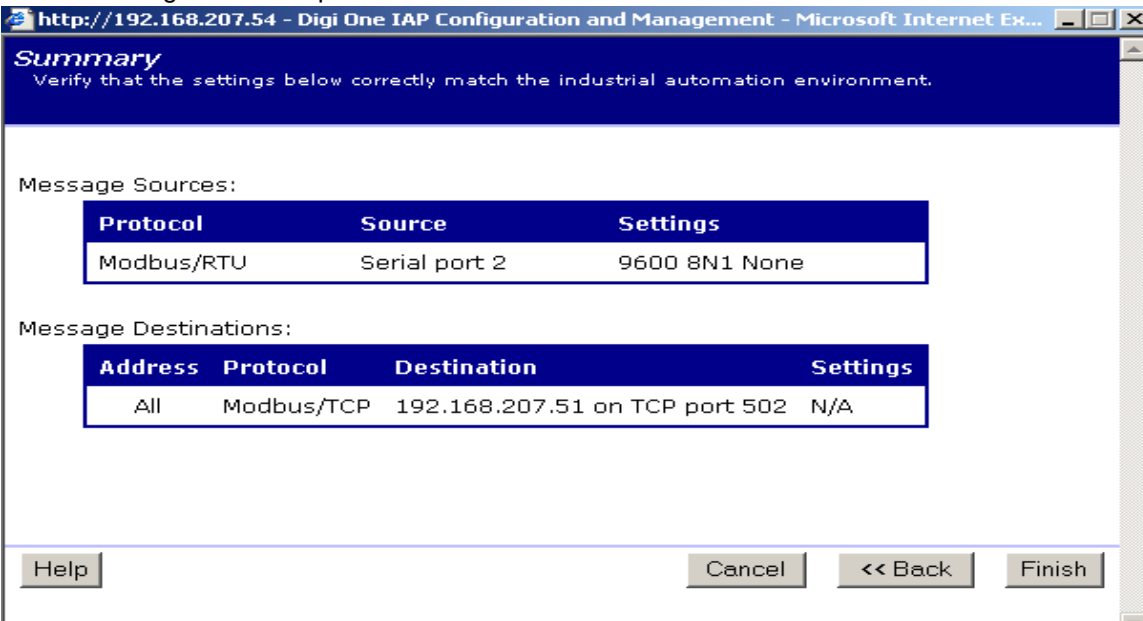 http://192.168.207.54 - Digi One IAP Configuration and Management - Microsoft Internet Ex...
Summary
Verify that the settings below correctly match the industrial automation environment.
Message Sources:
Protocol Source Settings
Modbus/RTU Serial port 2 9600 8N1 None
Message Destinations:
Address Protocol Destination Settings
All Modbus/TCP 192.168.207.51 on TCP port 502 N/A
Help Cancel << Back Finish